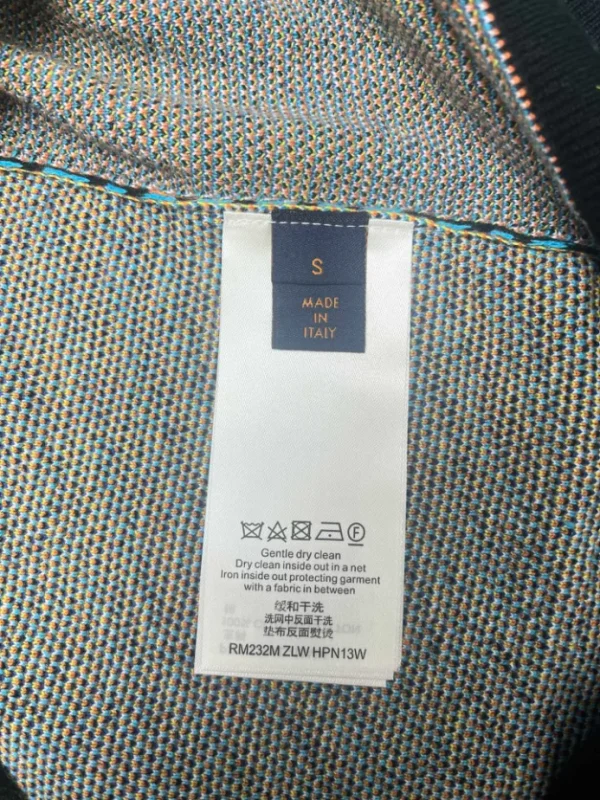 S
MADE
IN
ITALY
Gentle dry clean
Dry clean inside out in a net
Iron inside out protecting garment
with a fabric in between
缓和干洗
洗网中反面干洗
垫布反面熨烫
RM232M ZLW HPN13W